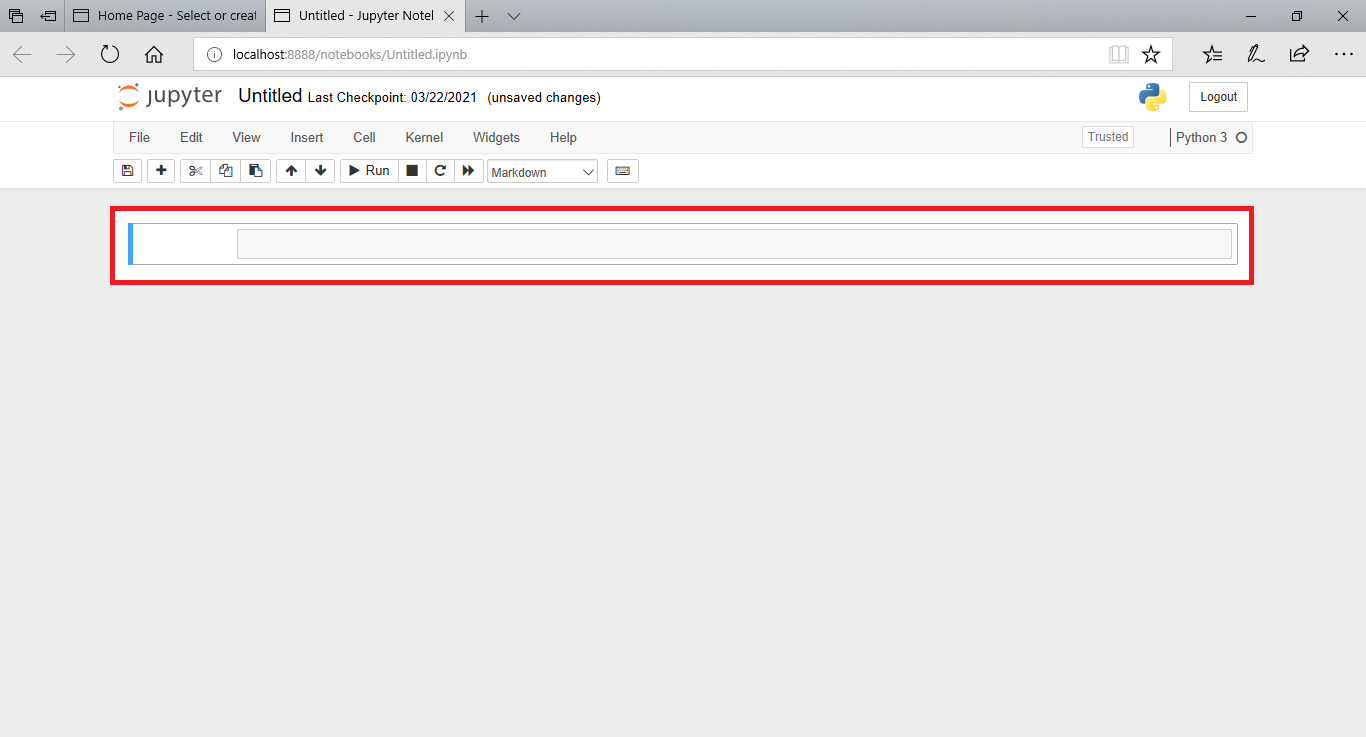 Home Page - Select or creat
Untitled - Jupyter Notel
localhost:8888/notebooks/Untitled.ipynb
jupyter Untitled Last Checkpoint: 03/22/2021 (unsaved changes) Logout
File Edit View Insert Cell Kernel Widgets Help Trusted Python 3
Run Markdown